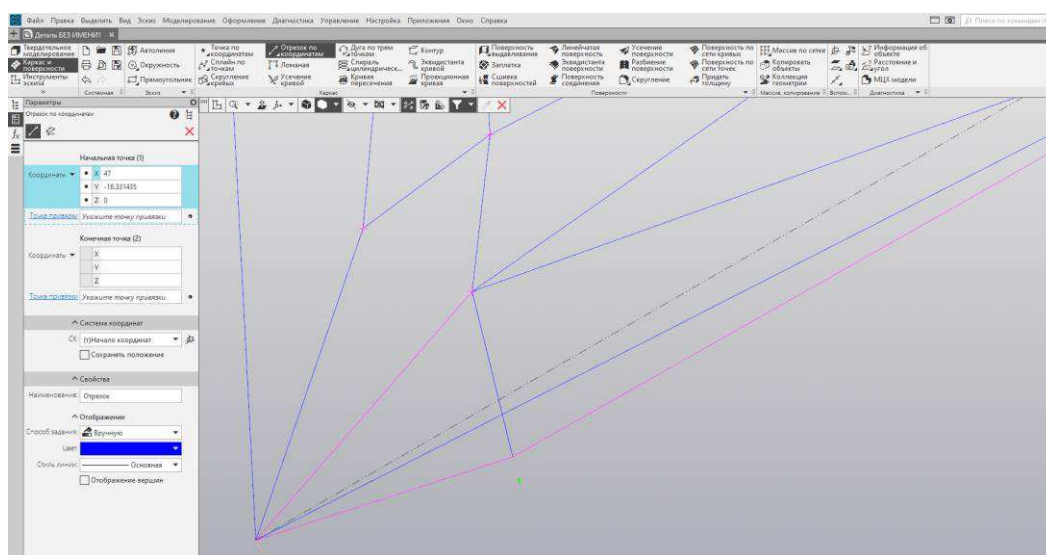 Файл Правка Выделить Вид Эскиз Моделирование Оформление Диагностика Управление Настройка Приложения Окно Справка
Поиск по командам
Деталь БЕЗ ИМЕНИ1 ×
Твердотельное моделирование
Каркас и поверхности
Инструменты эскиза
Системная
Автолиния
Окружность
Прямоугольник
Эскиз
Точка по координатам
Сплайн по точкам
Скругление кривых
Отрезок по координатам
Ломаная
Усечение кривой
Дуга по трем точкам
Спираль цилиндрическ...
Кривая пересечения
Контур
Эквидистанта кривой
Проекционная кривая
Каркас
Поверхность выдавливания
Заплатка
Сшивка поверхностей
Линейчатая поверхность
Эквидистанта поверхности
Поверхность соединения
Усечение поверхности
Разбиение поверхности
Скругление
Поверхность по сети кривых
Поверхность по сети точек
Придать толщину
Поверхности
Массив по сетке
Копировать объекты
Коллекция геометрии
Массив, копирование
Вспом...
Информация об объекте
Расстояние и угол
МЦХ модели
Диагностика
Параметры
Отрезок по координатам
Начальная точка (1)
Координаты
X 47
Y -18.331435
Z 0
Точка привязки Укажите точку привязки
Конечная точка (2)
Координаты
X
Y
Z
Точка привязки Укажите точку привязки
Система координат
СК: (т)Начало координат
Сохранять положение
Свойства
Наименование: Отрезок
Отображение
Способ задания: Вручную
Цвет:
Стиль линии: Основная
Отображение вершин
1